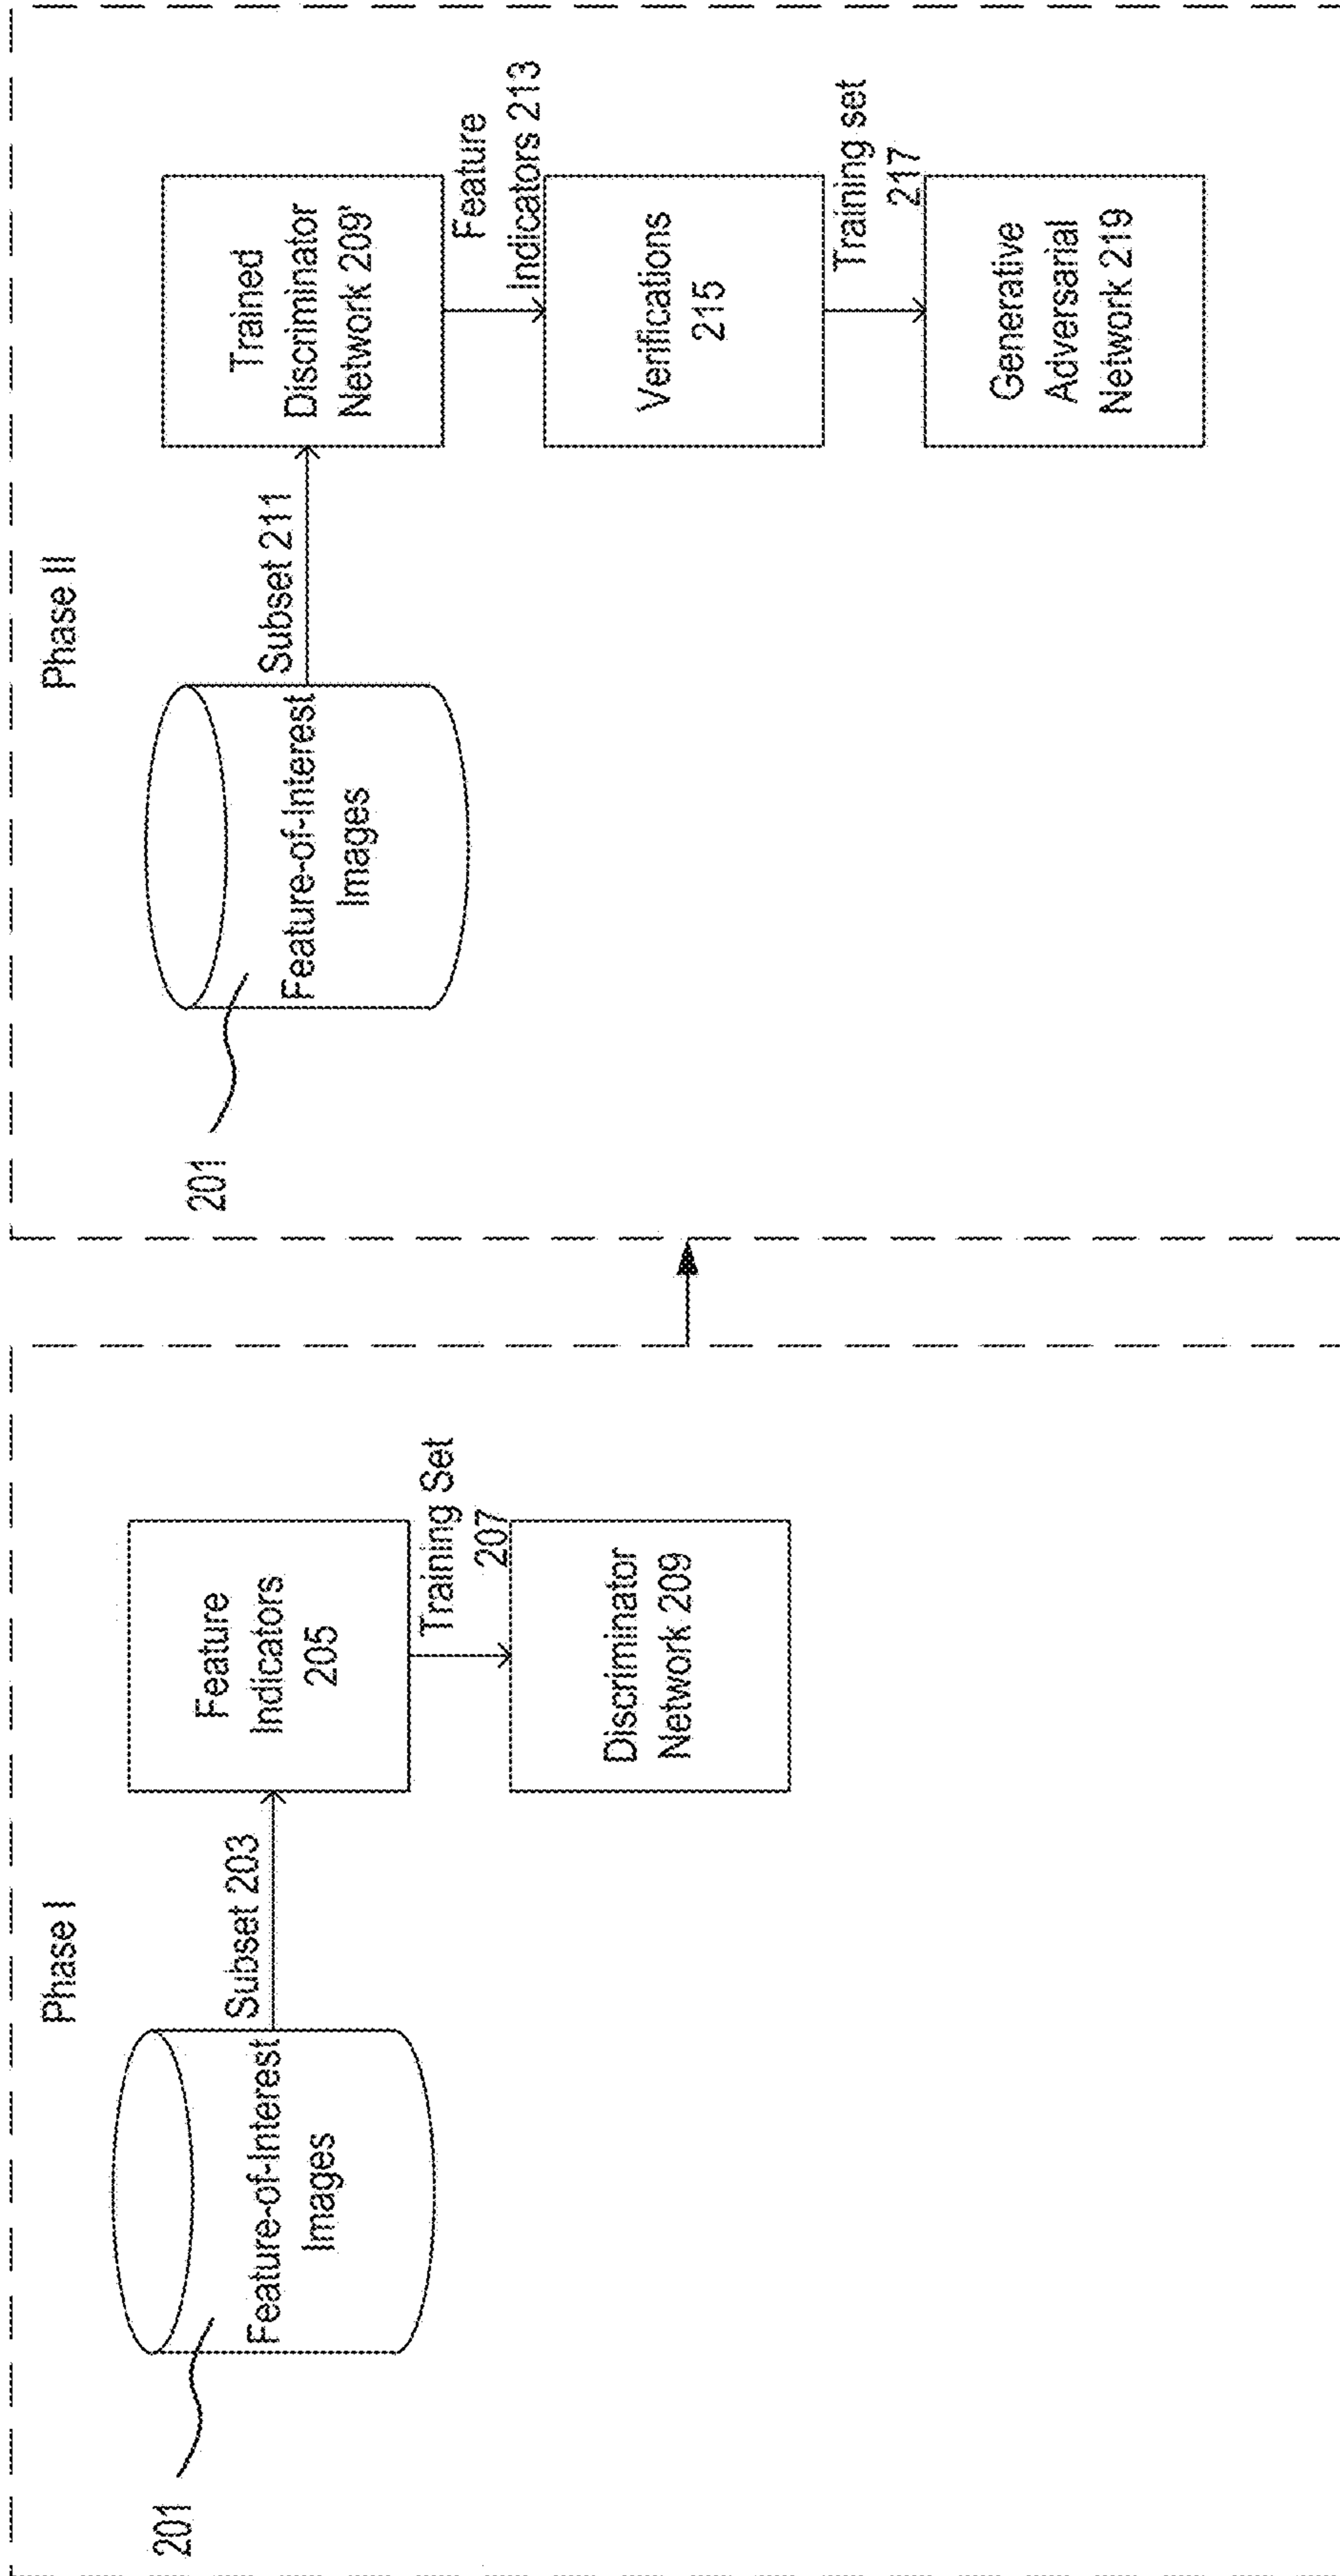 Phase I
201
Feature-of-Interest
Images
Subset 203
Feature
Indicators
205
Training Set
207
Discriminator
Network 209
Phase II
201
Feature-of-Interest
Images
Subset 211
Trained
Discriminator
Network 209'
Feature
Indicators 213
Verifications
215
Training set
217
Generative
Adversarial
Network 219